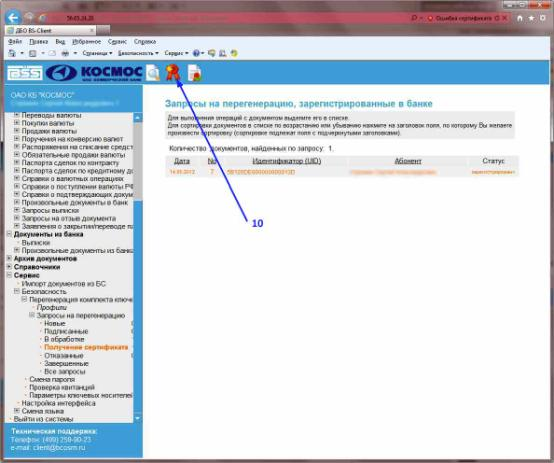 Ошибка сертификата
ДБО BS-Client
Файл Правка Вид Избранное Сервис Справка
Страница Безопасность Сервис
BSS КОСМОС
ОАО КБ "КОСМОС"
Переводы валюты
Покупки валюты
Продажи валюты
Поручения на конверсию валют
Распоряжения на списание средст
Обязательные продажи валюты
Паспорта сделок по контракту
Паспорта сделок по кредитному до
Справки о валютных операциях
Справки о поступлении валюты РФ
Справки о подтверждающих докум
Произвольные документы в банк
Запросы выписки
Запросы на отзыв документа
Заявления о закрытии/переводе па
Документы из банка
Выписки
Произвольные документы из банка
Архив документов
Справочники
Сервис
Импорт документов из БС
Безопасность
Перегенерация комплекта ключе
Профили
Запросы на перегенерацию
Новые
Подписанные
В обработке
Получение сертификата
Отказанные
Завершенные
Все запросы
Смена пароля
Проверка квитанций
Параметры ключевых носителей
Настройка интерфейса
Смена языка
Выйти из системы
Техническая поддержка:
Телефон: (499) 259-90-23
e-mail: client@bcosm.ru
Запросы на перегенерацию, зарегистрированные в банке
Для выполнения операций с документом выделите его в списке.
Для сортировки документов в списке по возрастанию или убыванию нажмите на заголовок поля, по которому Вы желаете
произвести сортировку (сортировке подлежат поля с подчеркнутыми заголовками).
Количество документов, найденных по запросу: 1.
Дата № Идентификатор (UID) Абонент Статус
7 зарегистрирован
10